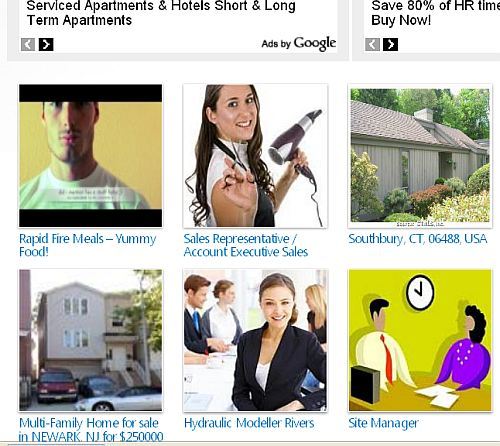 Serviced Apartments & Hotels Short & Long
Term Apartments
Save 80% of HR time
Buy Now!
Ads by Google
Rapid Fire Meals – Yummy
Food!
Sales Representative /
Account Executive Sales
Southbury, CT, 06488, USA
Multi-Family Home for sale
in NEWARK, NJ for $250000
Hydraulic Modeller Rivers
Site Manager